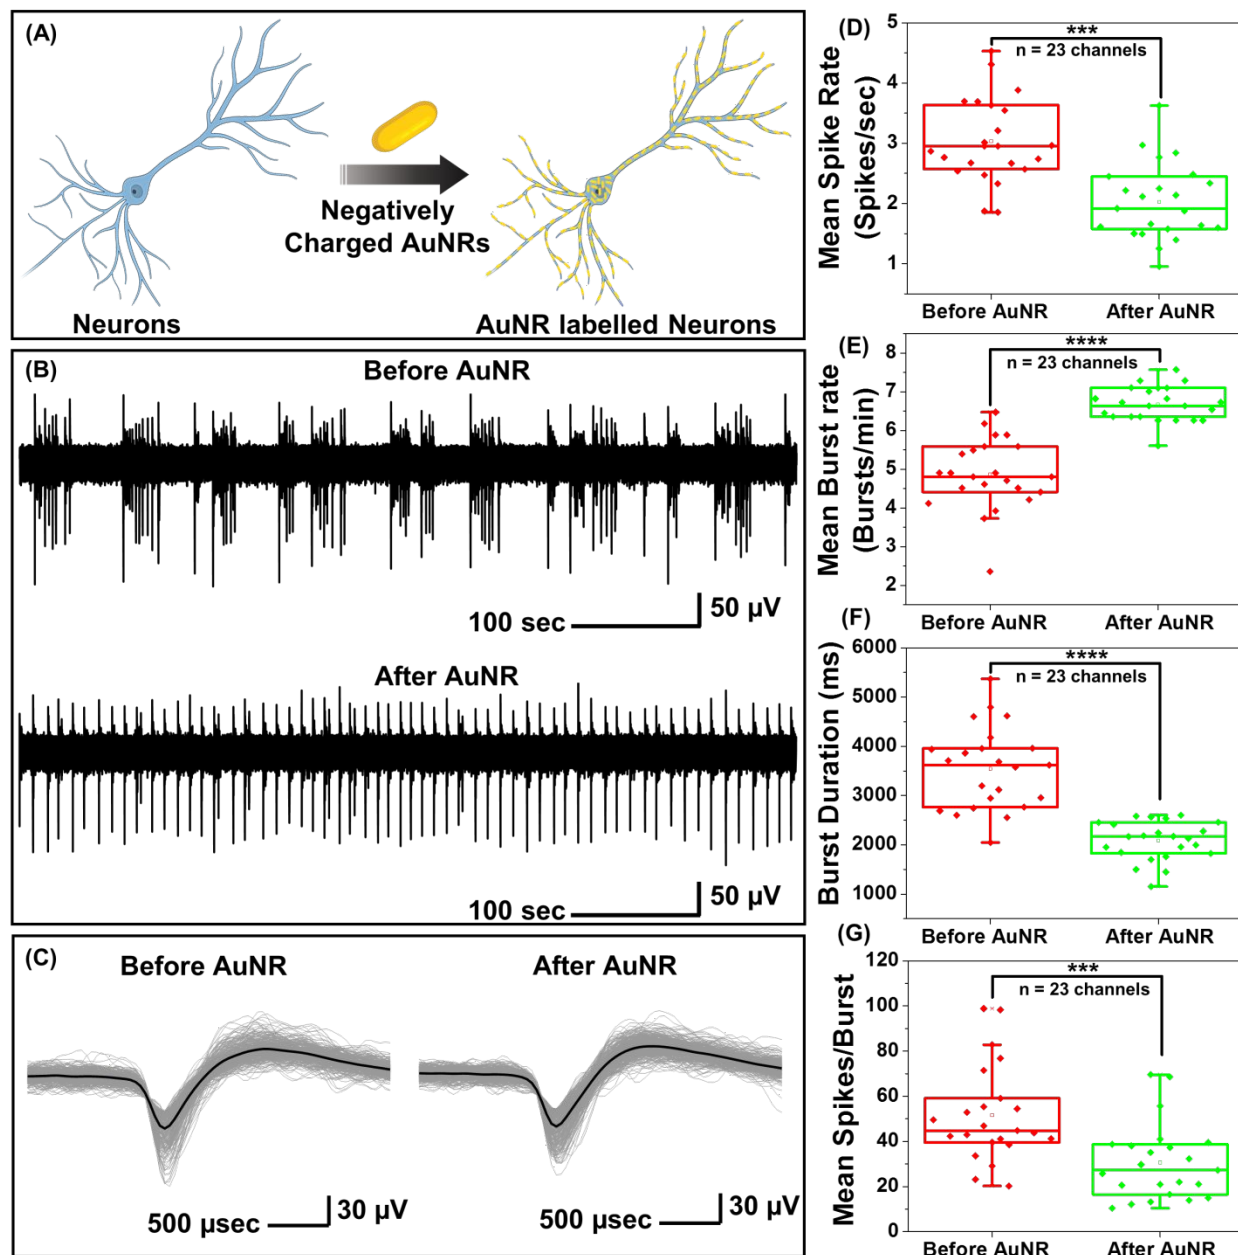 (A)
Negatively
Charged AuNRs
Neurons
AuNR labelled Neurons
(B)
Before AuNR
100 sec
50 µV
After AuNR
100 sec
50 µV
(C)
Before AuNR
After AuNR
500 µsec
30 µV
500 µsec
30 µV
(D)
Mean Spike Rate
(Spikes/sec)
5
4
3
2
1
***
n = 23 channels
Before AuNR
After AuNR
(E)
Mean Burst rate
(Bursts/min)
8
7
6
5
4
3
2
****
n = 23 channels
Before AuNR
After AuNR
(F)
Burst Duration (ms)
6000
5000
4000
3000
2000
1000
****
n = 23 channels
Before AuNR
After AuNR
(G)
Mean Spikes/Burst
120
100
80
60
40
20
0
***
n = 23 channels
Before AuNR
After AuNR